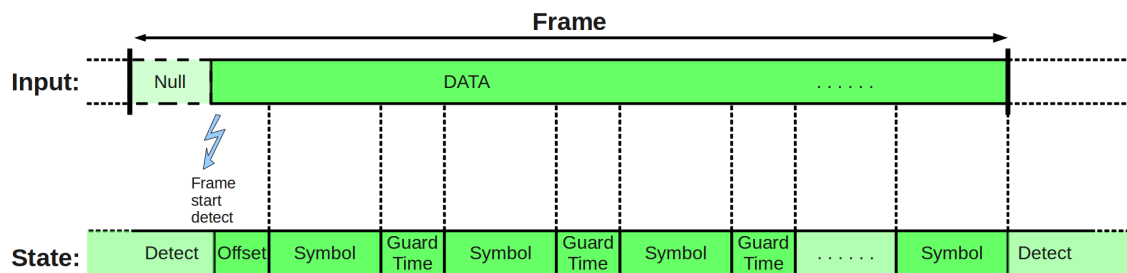 Frame
Input:
Null
DATA
. . . . . .
Frame
start
detect
State:
Detect
Offset
Symbol
Guard
Time
Symbol
Guard
Time
Symbol
Guard
Time
. . . . . .
Symbol
Detect